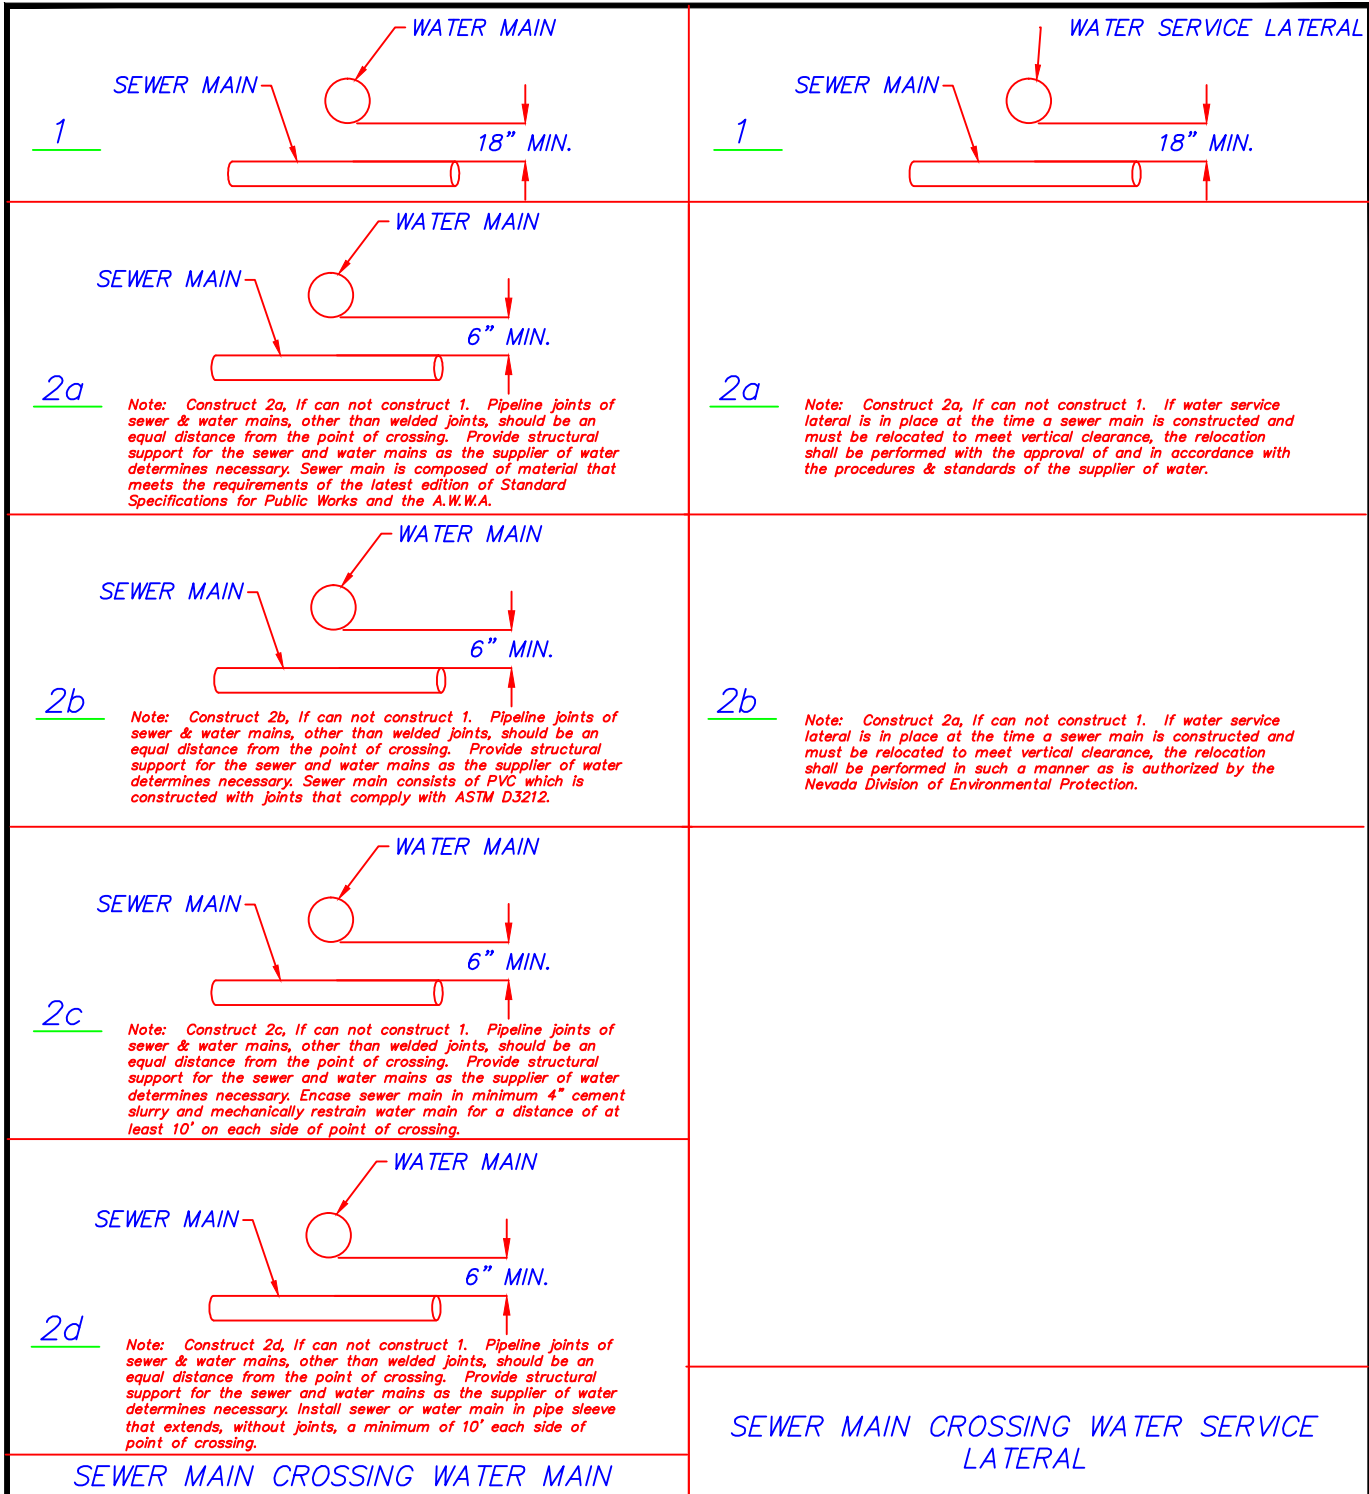 WATER MAIN
SEWER MAIN
1
18" MIN.
WATER MAIN
SEWER MAIN
6" MIN.
2a
Note: Construct 2a, If can not construct 1. Pipeline joints of
sewer & water mains, other than welded joints, should be an
equal distance from the point of crossing. Provide structural
support for the sewer and water mains as the supplier of water
determines necessary. Sewer main is composed of material that
meets the requirements of the latest edition of Standard
Specifications for Public Works and the A.W.W.A.
WATER MAIN
SEWER MAIN
6" MIN.
2b
Note: Construct 2b, If can not construct 1. Pipeline joints of
sewer & water mains, other than welded joints, should be an
equal distance from the point of crossing. Provide structural
support for the sewer and water mains as the supplier of water
determines necessary. Sewer main consists of PVC which is
constructed with joints that compply with ASTM D3212.
WATER MAIN
SEWER MAIN
6" MIN.
2c
Note: Construct 2c, If can not construct 1. Pipeline joints of
sewer & water mains, other than welded joints, should be an
equal distance from the point of crossing. Provide structural
support for the sewer and water mains as the supplier of water
determines necessary. Encase sewer main in minimum 4" cement
slurry and mechanically restrain water main for a distance of at
least 10' on each side of point of crossing.
WATER MAIN
SEWER MAIN
6" MIN.
2d
Note: Construct 2d, If can not construct 1. Pipeline joints of
sewer & water mains, other than welded joints, should be an
equal distance from the point of crossing. Provide structural
support for the sewer and water mains as the supplier of water
determines necessary. Install sewer or water main in pipe sleeve
that extends, without joints, a minimum of 10' each side of
point of crossing.
SEWER MAIN CROSSING WATER MAIN
WATER SERVICE LATERAL
SEWER MAIN
1
18" MIN.
2a
Note: Construct 2a, If can not construct 1. If water service
lateral is in place at the time a sewer main is constructed and
must be relocated to meet vertical clearance, the relocation
shall be performed with the approval of and in accordance with
the procedures & standards of the supplier of water.
2b
Note: Construct 2a, If can not construct 1. If water service
lateral is in place at the time a sewer main is constructed and
must be relocated to meet vertical clearance, the relocation
shall be performed in such a manner as is authorized by the
Nevada Division of Environmental Protection.
SEWER MAIN CROSSING WATER SERVICE
LATERAL